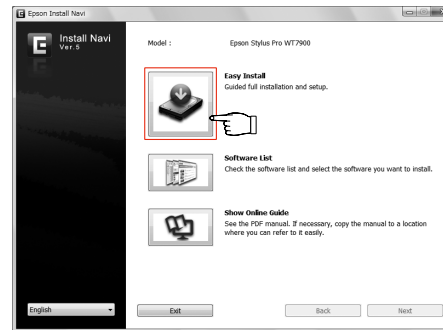 Epson Install Navi
Install Navi
Ver.5
Model :
Epson Stylus Pro WT7900
Easy Install
Guided full installation and setup.
Software List
Check the software list and select the software you want to install.
Show Online Guide
See the PDF manual. If necessary, copy the manual to a location
where you can refer to it easily.
English
Exit
Back
Next